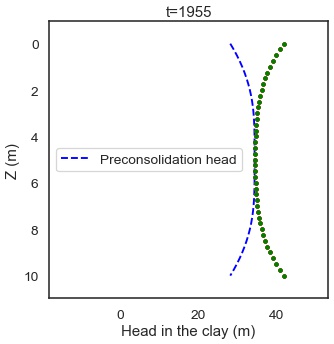 t=1955
0
2
4
6
8
10
Z (m)
Preconsolidation head
0 20 40
Head in the clay (m)